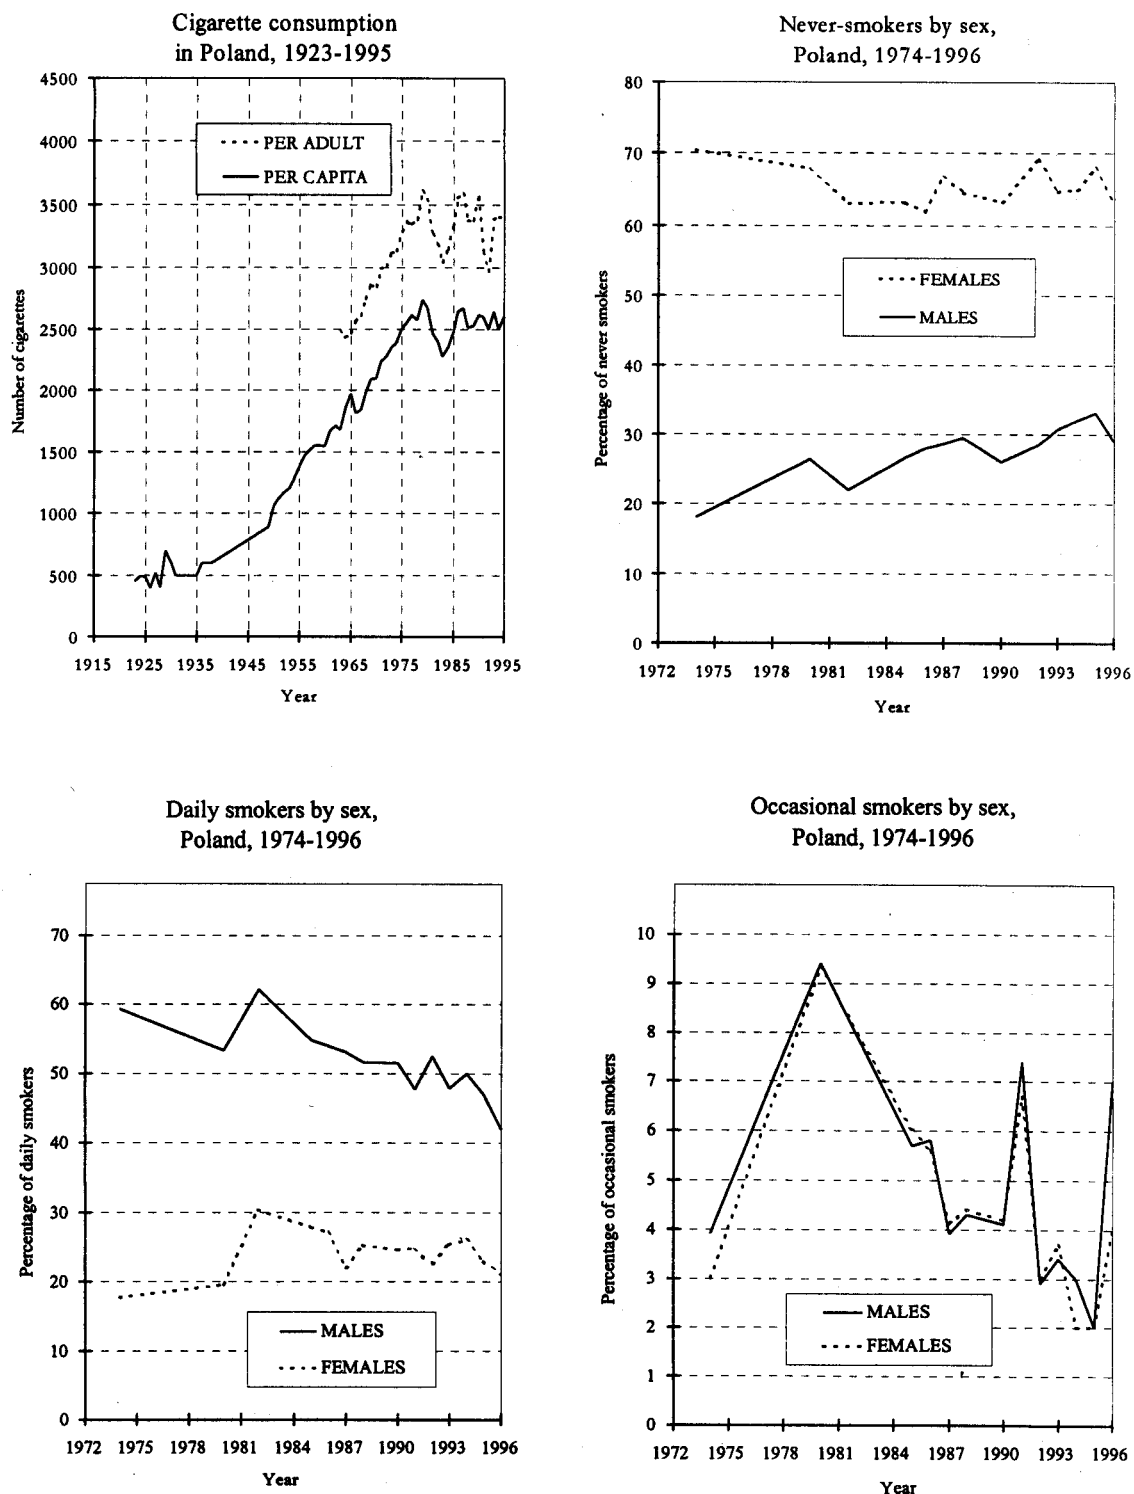 Cigarette consumption
in Poland, 1923-1995
4500
4000
3500
3000
2500
2000
1500
1000
500
0
Number of cigarettes
PER ADULT
PER CAPITA
1915 1925 1935 1945 1955 1965 1975 1985 1995
Year
Never-smokers by sex,
Poland, 1974-1996
80
70
60
50
40
30
20
10
0
Percentage of never smokers
FEMALES
MALES
1972 1975 1978 1981 1984 1987 1990 1993 1996
Year
Daily smokers by sex,
Poland, 1974-1996
70
60
50
40
30
20
10
0
Percentage of daily smokers
MALES
FEMALES
1972 1975 1978 1981 1984 1987 1990 1993 1996
Year
Occasional smokers by sex,
Poland, 1974-1996
10
9
8
7
6
5
4
3
2
1
0
Percentage of occasional smokers
MALES
FEMALES
1972 1975 1978 1981 1984 1987 1990 1993 1996
Year